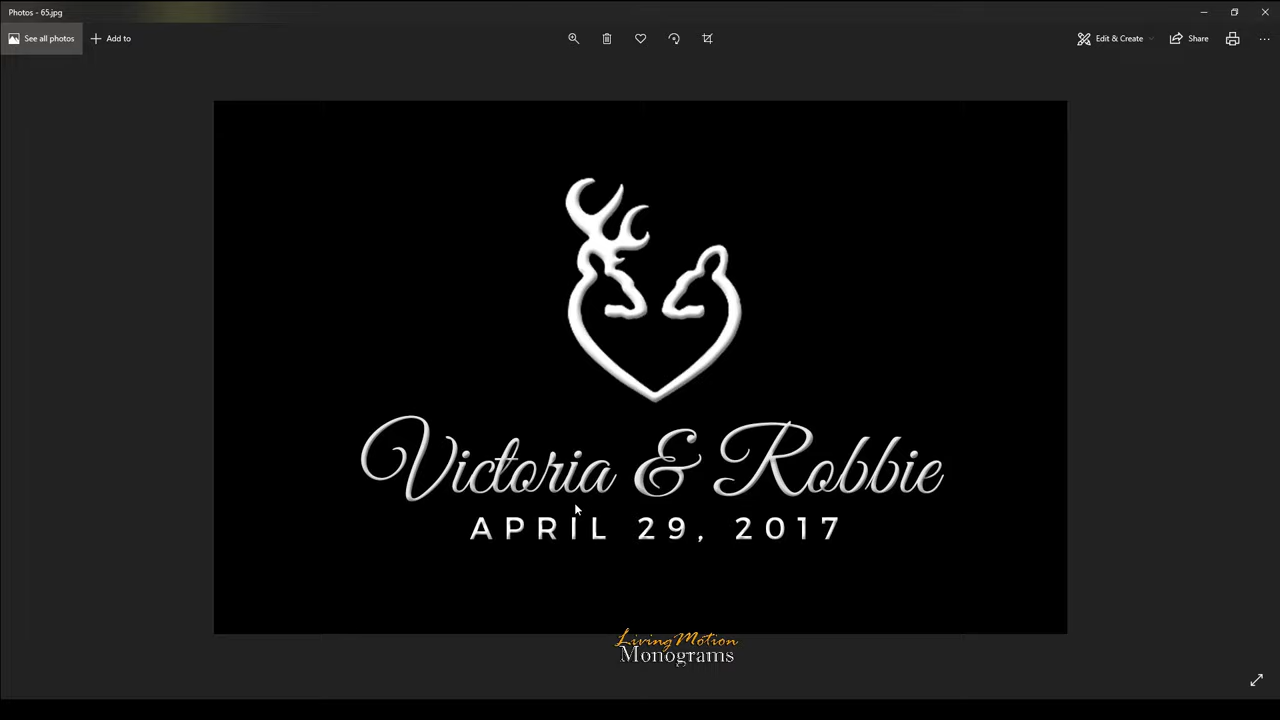 Photos - 65.jpg
See all photos
Add to
Edit & Create
Share
Victoria & Robbie
APRIL 29, 2017
Living Motion
Monograms